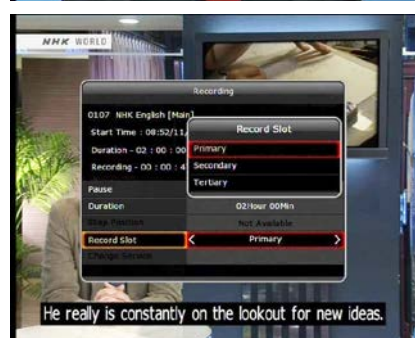 NHK WORLD
Recording
0107 NHK English [Main]
Start Time : 08:52/11,
Duration - 02 : 00 : 00
Recording - 00 : 00 : 4
Record Slot
Primary
Secondary
Tertiary
Pause
Duration
02Hour 00Min
Stop Position
Not Available
Record Slot
Primary
Change Service
He really is constantly on the lookout for new ideas.